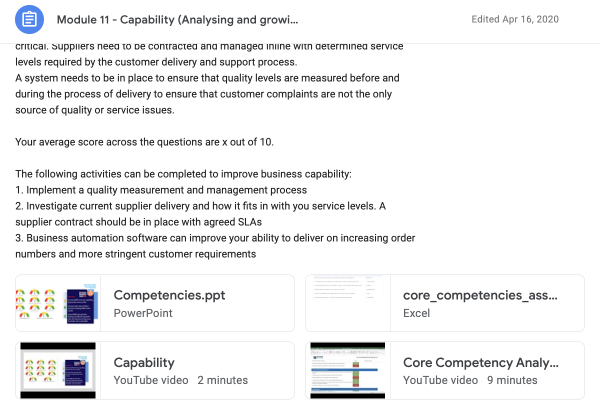 Module 11 - Capability (Analysing and growi...
Edited Apr 16, 2020
critical. Suppliers need to be contracted and managed inline with determined service
levels required by the customer delivery and support process.
A system needs to be in place to ensure that quality levels are measured before and
during the process of delivery to ensure that customer complaints are not the only
source of quality or service issues.
Your average score across the questions are x out of 10.
The following activities can be completed to improve business capability:
1. Implement a quality measurement and management process
2. Investigate current supplier delivery and how it fits in with you service levels. A
supplier contract should be in place with agreed SLAs
3. Business automation software can improve your ability to deliver on increasing order
numbers and more stringent customer requirements
Competencies.ppt
PowerPoint
core_competencies_ass...
Excel
Capability
YouTube video 2 minutes
Core Competency Analy...
YouTube video 9 minutes